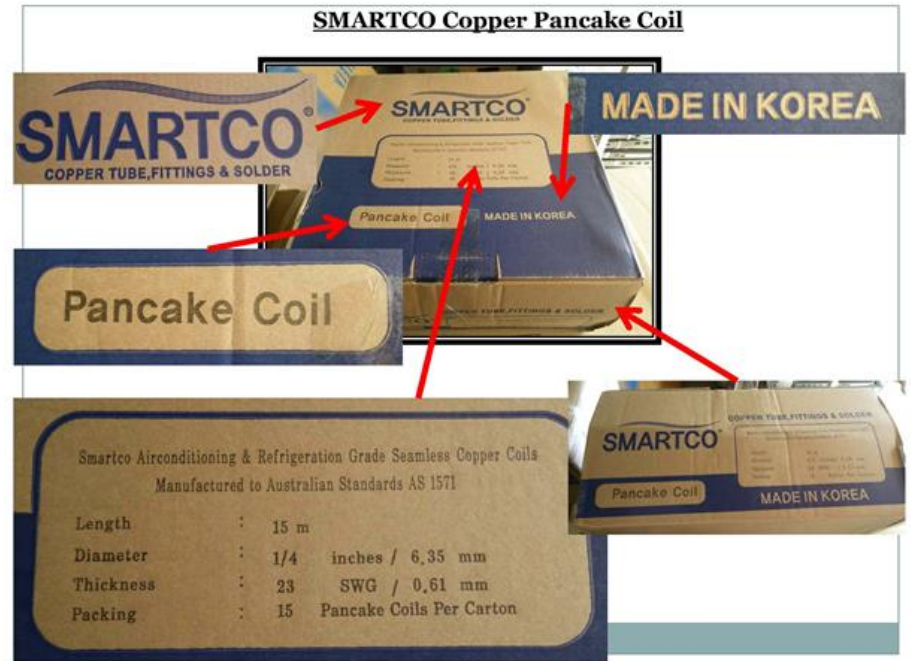 SMARTCO Copper Pancake Coil
SMARTCO
COPPER TUBE,FITTINGS & SOLDER
SMARTCO
COPPER TUBE,FITTINGS & SOLDER
Pancake Coil
MADE IN KOREA
COPPER TUBE,FITTINGS & SOLDER
MADE IN KOREA
Pancake Coil
Smartco Airconditioning & Refrigeration Grade Seamless Copper Coils
Manufactured to Australian Standards AS 1571
Length : 15 m
Diameter : 1/4 inches / 6,35 mm
Thickness : 23 SWG / 0,61 mm
Packing : 15 Pancake Coils Per Carton
COPPER TUBE,FITTINGS & SOLDER
SMARTCO
Pancake Coil
MADE IN KOREA